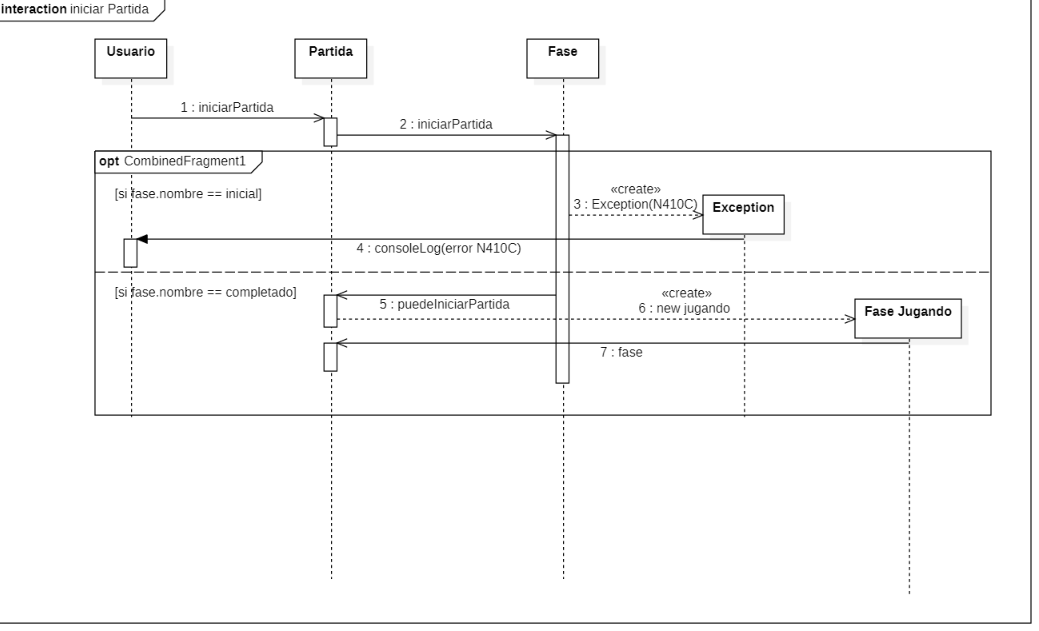 interaction iniciar Partida
Usuario
Partida
Fase
1 : iniciarPartida
2 : iniciarPartida
opt CombinedFragment1
[si fase.nombre == inicial]
«create»
3 : Exception(N410C)
Exception
4 : consoleLog(error N410C)
[si fase.nombre == completado]
«create»
5 : puedeIniciarPartida
6 : new jugando
Fase Jugando
7 : fase